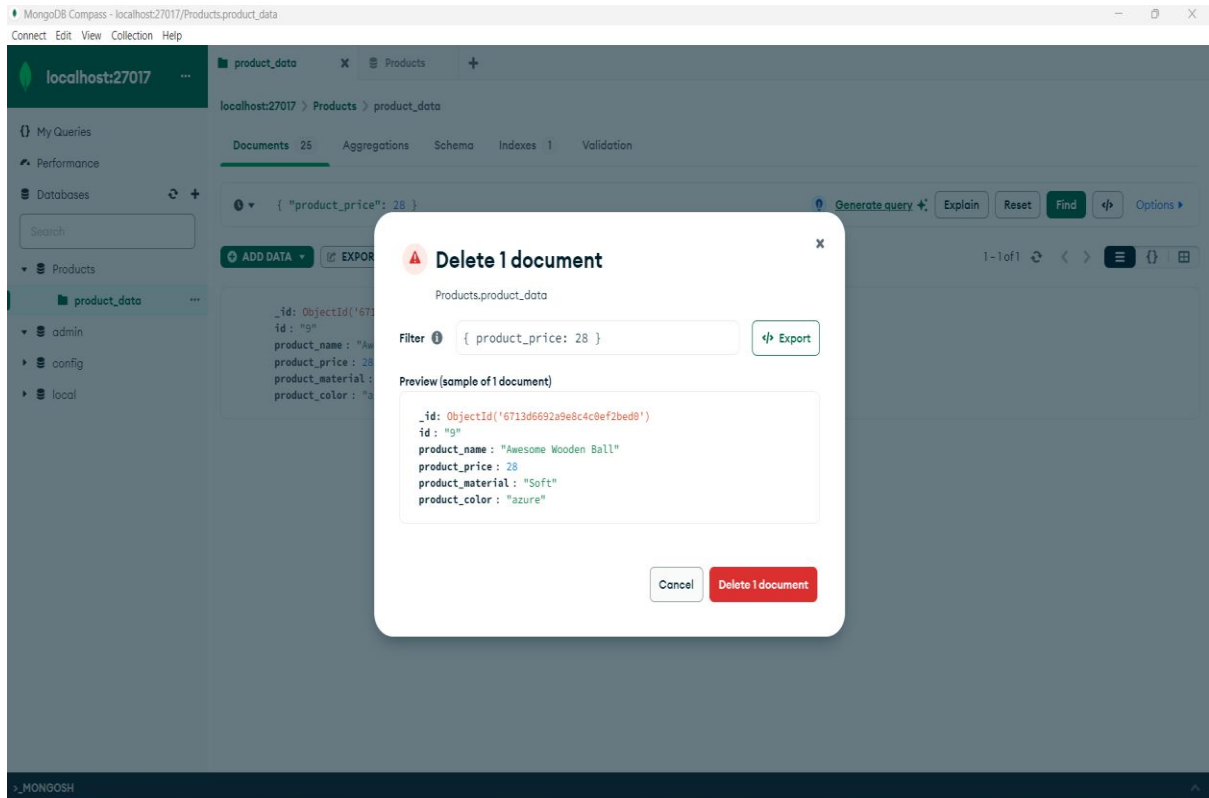 MongoDB Compass - localhost:27017/Products.product_data
Connect Edit View Collection Help
localhost:27017 ...
product_data X Products +
localhost:27017 > Products > product_data
{} My Queries
Performance
Databases +
Search
Products
product_data ...
admin
config
local
Documents 25 Aggregations Schema Indexes 1 Validation
{ "product_price": 28 } Generate query Explain Reset Find </> Options
ADD DATA EXPOR 1-1of1 < > {}
_id: ObjectId('671
id : "9"
product_name : "Aw
product_price : 28
product_material :
product_color : "a
Delete 1 document x
Products.product_data
Filter { product_price: 28 } </> Export
Preview (sample of 1 document)
_id: ObjectId('6713d6692a9e8c4c0ef2bed0')
id : "9"
product_name : "Awesome Wooden Ball"
product_price : 28
product_material : "Soft"
product_color : "azure"
Cancel Delete 1 document
>_MONGOSH